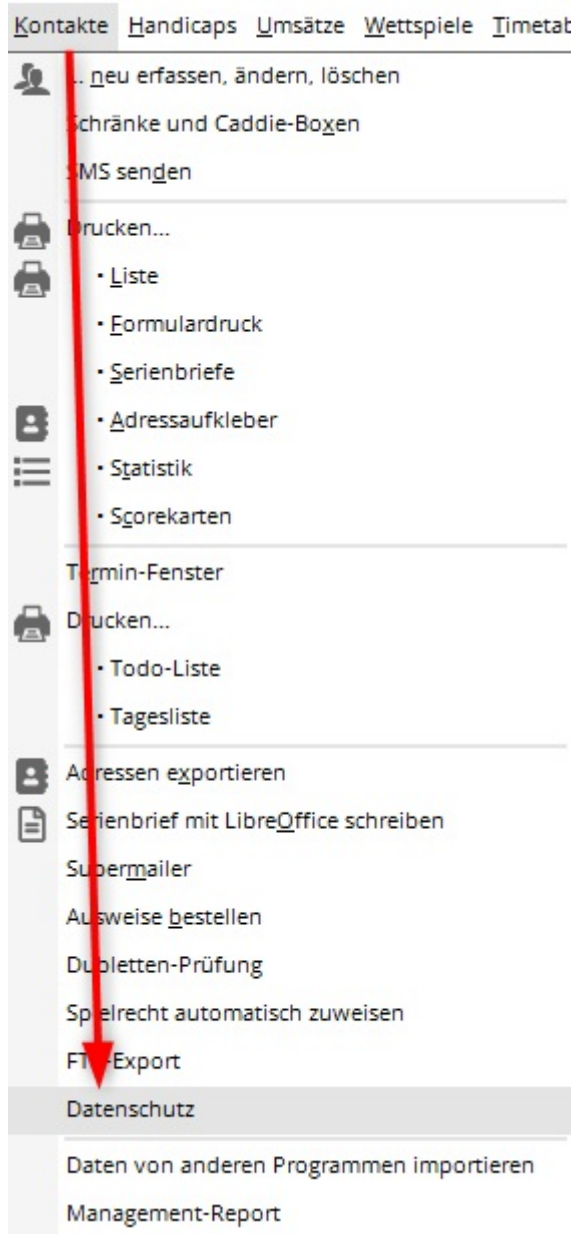 Kontakte Handicaps Umsätze Wettspiele Timetab
... neu erfassen, ändern, löschen
Schränke und Caddie-Boxen
SMS senden
Drucken...
• Liste
• Formulardruck
• Serienbriefe
• Adressaufkleber
• Statistik
• Scorekarten
Termin-Fenster
Drucken...
• Todo-Liste
• Tagesliste
Adressen exportieren
Serienbrief mit LibreOffice schreiben
Supermailer
Ausweise bestellen
Dubletten-Prüfung
Spielrecht automatisch zuweisen
FTP-Export
Datenschutz
Daten von anderen Programmen importieren
Management-Report